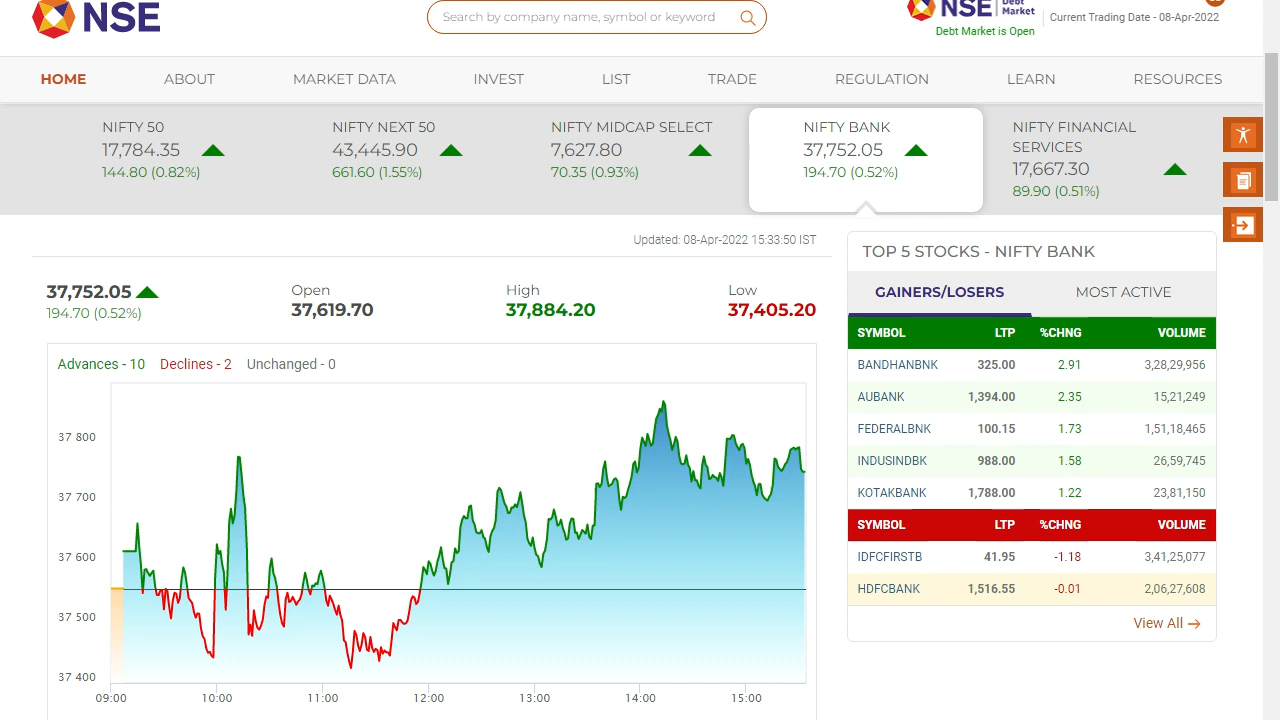 NSE
Search by company name, symbol or keyword
NSE Debt Market
Debt Market is Open
Current Trading Date - 08-Apr-2022
HOME ABOUT MARKET DATA INVEST LIST TRADE REGULATION LEARN RESOURCES
NIFTY 50
17,784.35
144.80 (0.82%)
NIFTY NEXT 50
43,445.90
661.60 (1.55%)
NIFTY MIDCAP SELECT
7,627.80
70.35 (0.93%)
NIFTY BANK
37,752.05
194.70 (0.52%)
NIFTY FINANCIAL
SERVICES
17,667.30
89.90 (0.51%)
Updated: 08-Apr-2022 15:33:50 IST
37,752.05
194.70 (0.52%)
Open
37,619.70
High
37,884.20
Low
37,405.20
Advances - 10 Declines - 2 Unchanged - 0
37 800
37 700
37 600
37 500
37 400
09:00 10:00 11:00 12:00 13:00 14:00 15:00
TOP 5 STOCKS - NIFTY BANK
GAINERS/LOSERS MOST ACTIVE
SYMBOL LTP %CHNG VOLUME
BANDHANBNK 325.00 2.91 3,28,29,956
AUBANK 1,394.00 2.35 15,21,249
FEDERALBNK 100.15 1.73 1,51,18,465
INDUSINDBK 988.00 1.58 26,59,745
KOTAKBANK 1,788.00 1.22 23,81,150
SYMBOL LTP %CHNG VOLUME
IDFCFIRSTB 41.95 -1.18 3,41,25,077
HDFCBANK 1,516.55 -0.01 2,06,27,608
View All